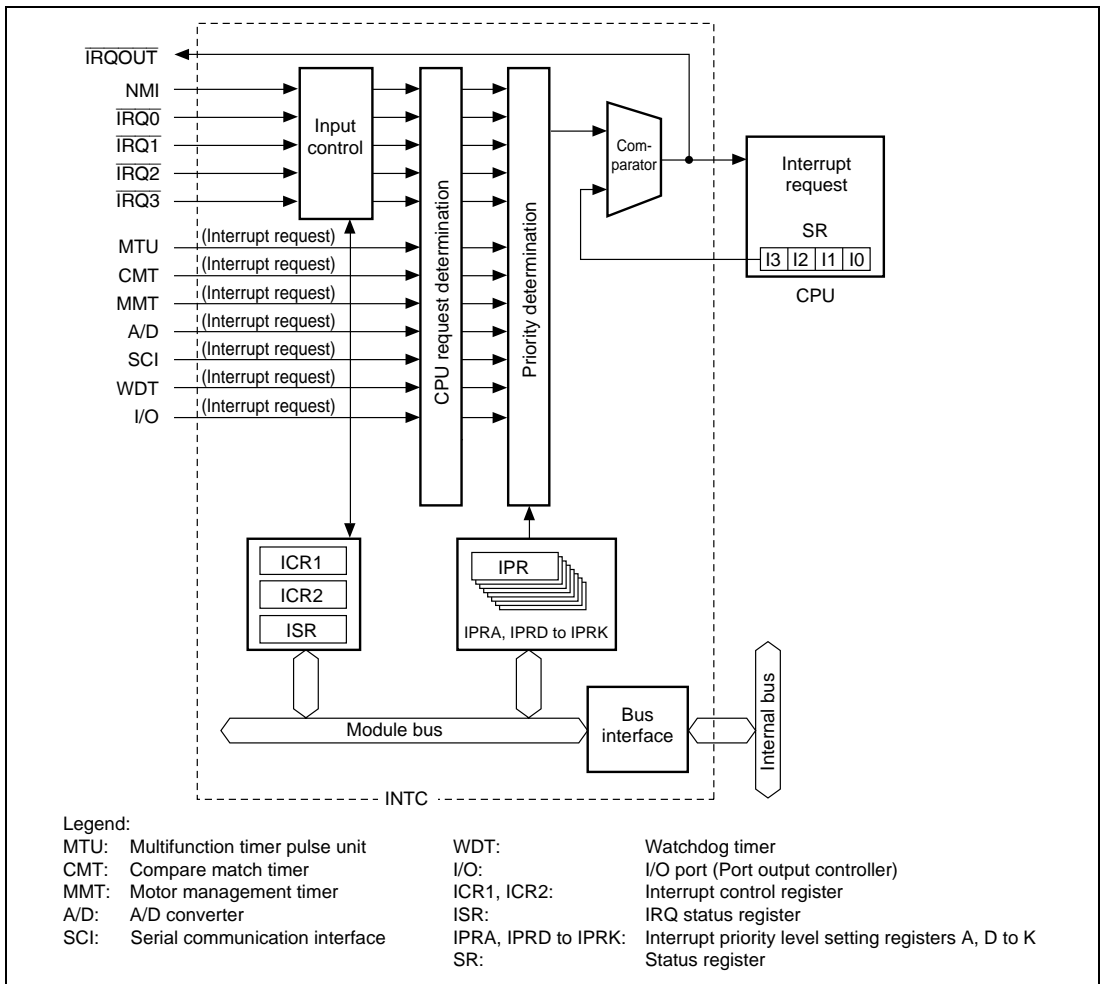 IRQOUT
NMI
IRQ0
IRQ1
IRQ2
IRQ3
MTU
CMT
MMT
A/D
SCI
WDT
I/O
(Interrupt request)
(Interrupt request)
(Interrupt request)
(Interrupt request)
(Interrupt request)
(Interrupt request)
(Interrupt request)
Input
control
CPU request determination
Priority determination
Com-
parator
Interrupt
request
SR
I3 I2 I1 I0
CPU
ICR1
ICR2
ISR
IPR
IPRA, IPRD to IPRK
Module bus
Bus
interface
Internal bus
INTC
Legend:
MTU: Multifunction timer pulse unit
CMT: Compare match timer
MMT: Motor management timer
A/D: A/D converter
SCI: Serial communication interface
WDT: Watchdog timer
I/O: I/O port (Port output controller)
ICR1, ICR2: Interrupt control register
ISR: IRQ status register
IPRA, IPRD to IPRK: Interrupt priority level setting registers A, D to K
SR: Status register